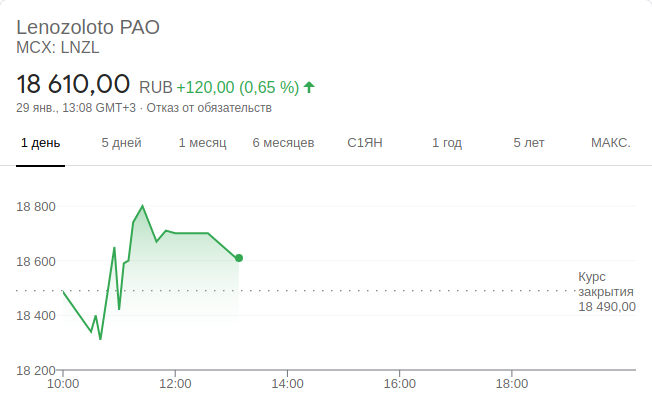 Lenozoloto PAO
MCX: LNZL
18 610,00 RUB +120,00 (0,65 %)
29 янв., 13:08 GMT+3 · Отказ от обязательств
1 день 5 дней 1 месяц 6 месяцев С1ЯН 1 год 5 лет МАКС.
18 800
18 600
Курс
закрытия
18 490,00
18 400
18 200
10:00 12:00 14:00 16:00 18:00